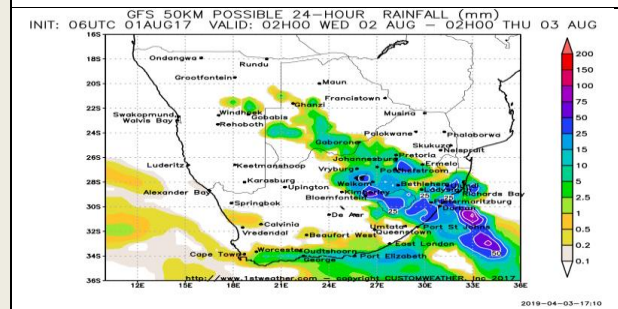 GFS 50KM POSSIBLE 24-HOUR RAINFALL (mm)
INIT: 06UTC 01AUG17 VALID: 02H00 WED 02 AUG – 02H00 THU 03 AUG
16S
Ondangwa
Rundu
200
18S
Grootfontein
Maun
150
20S
Francistown
100
Ghanzi
Musina
75
22S
Swakopmund
Windhoek
Gobabis
Walvis Bay
Rehoboth
50
24S
Polokwane
Phalaborwa
25
Gaborone
Skukuza
Pretoria
Nelspruit
15
26S
Johannesburg
Luderitz
Keetmanshoop
Vryburg
Potchefstroom
Ermelo
10
28S
Karasburg
Welkom
Bethlehem
Alexander Bay
Upington
Kimberley
Ladysmith
Richards Bay
5
Bloemfontein
25
Pietermaritzburg
30S
Springbok
Durban
2.5
De Aar
1
Calvinia
Umtata
Port St Johns
32S
Vredendal
Beaufort West
Queenstown
0.5
East London
50
34S
Cape Town
Worcester
Oudtshoorn
Port Elizabeth
0.2
George
0.1
36S
http://www.1stweather.com – copyright CUSTOMWEATHER, Inc 2017
12E 15E 18E 21E 24E 27E 30E 33E 36E
2019-04-03-17:10